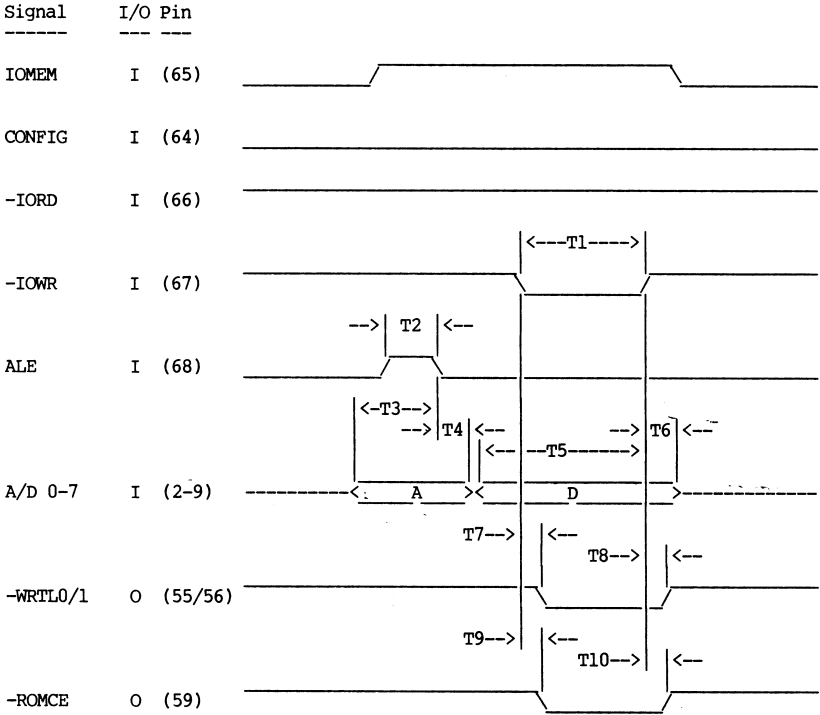 Signal I/O Pin
------ --- ---
IOMEM I (65)
CONFIG I (64)
-IORD I (66)
<---T1---->
-IOWR I (67)
-->| T2 |<--
ALE I (68)
<-T3-->
-->|T4|<-- -->|T6|<--
<-- --T5----->
A/D 0-7 I (2-9) ----------< A >< D >-------------
T7-->| |<--
T8-->| |<--
-WRTL0/1 O (55/56)
T9-->| |<--
T10-->| |<--
-ROMCE O (59)